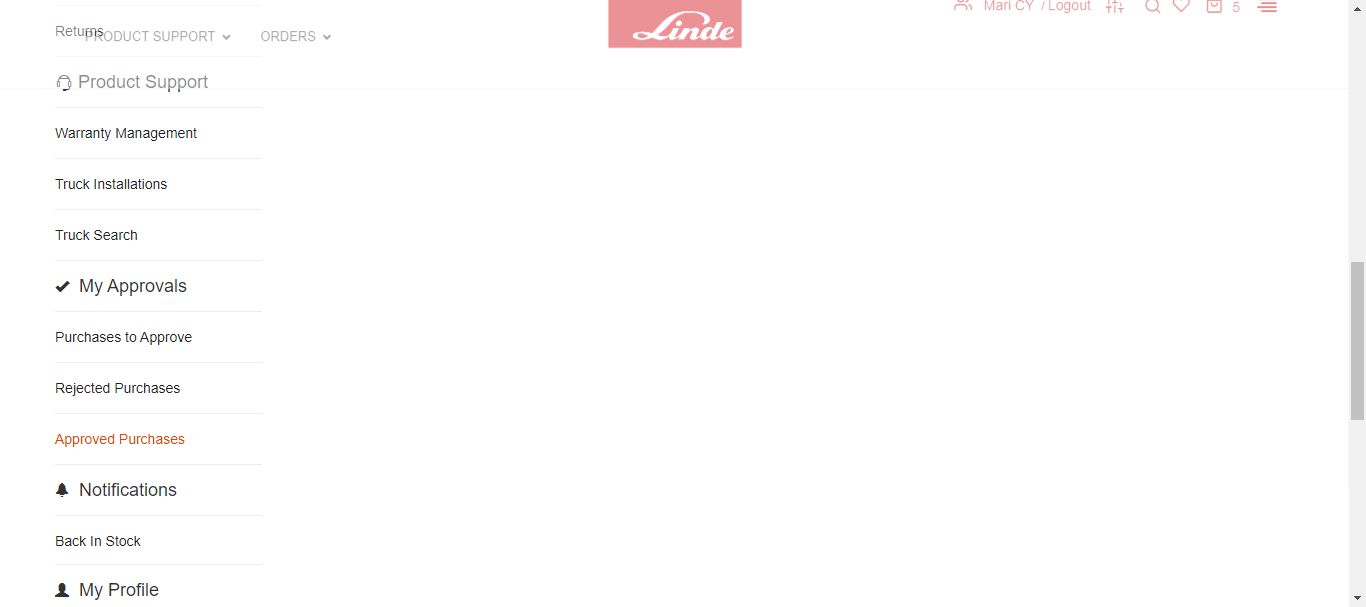 Mari CY / Logout
5
Returns
PRODUCT SUPPORT
ORDERS
Linde
Product Support
Warranty Management
Truck Installations
Truck Search
My Approvals
Purchases to Approve
Rejected Purchases
Approved Purchases
Notifications
Back In Stock
My Profile